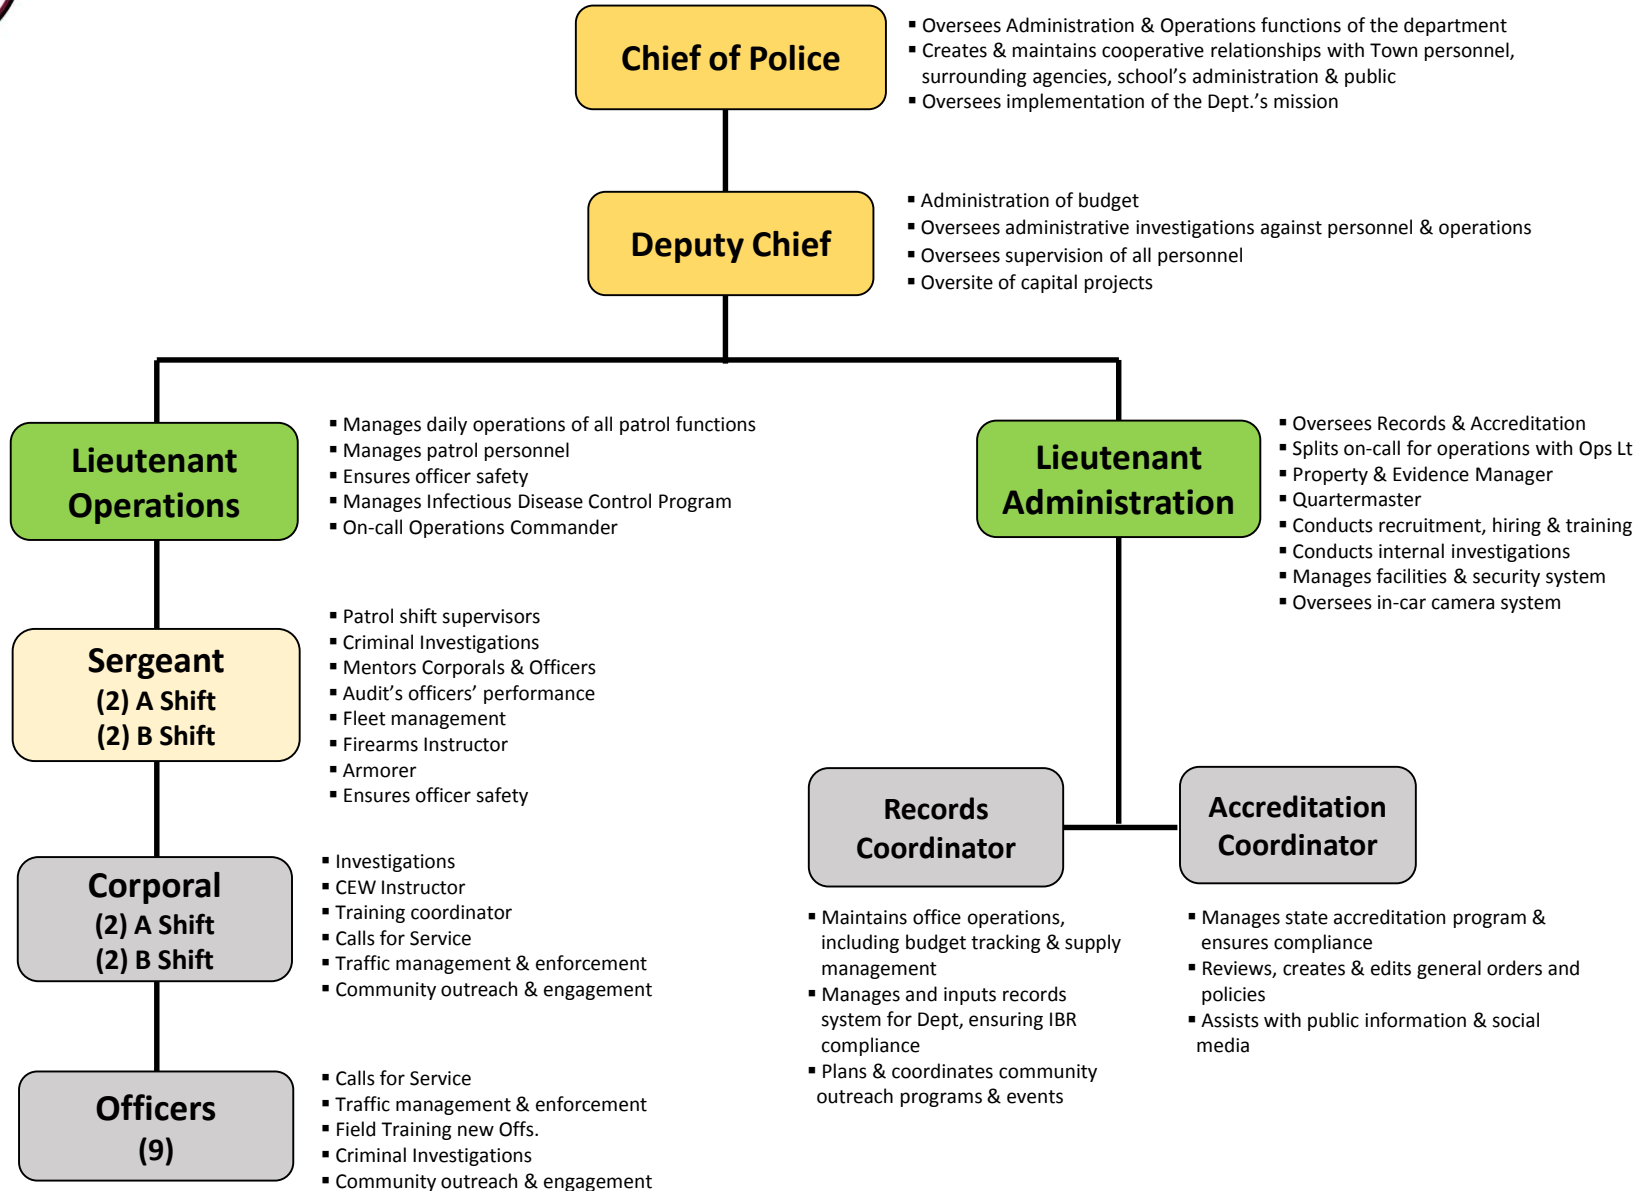 Chief of Police
▪ Oversees Administration & Operations functions of the department
▪ Creates & maintains cooperative relationships with Town personnel,
surrounding agencies, school's administration & public
▪ Oversees implementation of the Dept.'s mission
Deputy Chief
▪ Administration of budget
▪ Oversees administrative investigations against personnel & operations
▪ Oversees supervision of all personnel
▪ Oversite of capital projects
Lieutenant
Operations
▪ Manages daily operations of all patrol functions
▪ Manages patrol personnel
▪ Ensures officer safety
▪ Manages Infectious Disease Control Program
▪ On-call Operations Commander
Lieutenant
Administration
▪ Oversees Records & Accreditation
▪ Splits on-call for operations with Ops Lt
▪ Property & Evidence Manager
▪ Quartermaster
▪ Conducts recruitment, hiring & training
▪ Conducts internal investigations
▪ Manages facilities & security system
▪ Oversees in-car camera system
Sergeant
(2) A Shift
(2) B Shift
▪ Patrol shift supervisors
▪ Criminal Investigations
▪ Mentors Corporals & Officers
▪ Audit's officers' performance
▪ Fleet management
▪ Firearms Instructor
▪ Armorer
▪ Ensures officer safety
Corporal
(2) A Shift
(2) B Shift
▪ Investigations
▪ CEW Instructor
▪ Training coordinator
▪ Calls for Service
▪ Traffic management & enforcement
▪ Community outreach & engagement
Officers
(9)
▪ Calls for Service
▪ Traffic management & enforcement
▪ Field Training new Offs.
▪ Criminal Investigations
▪ Community outreach & engagement
Records
Coordinator
▪ Maintains office operations,
including budget tracking & supply
management
▪ Manages and inputs records
system for Dept, ensuring IBR
compliance
▪ Plans & coordinates community
outreach programs & events
Accreditation
Coordinator
▪ Manages state accreditation program &
ensures compliance
▪ Reviews, creates & edits general orders and
policies
▪ Assists with public information & social
media